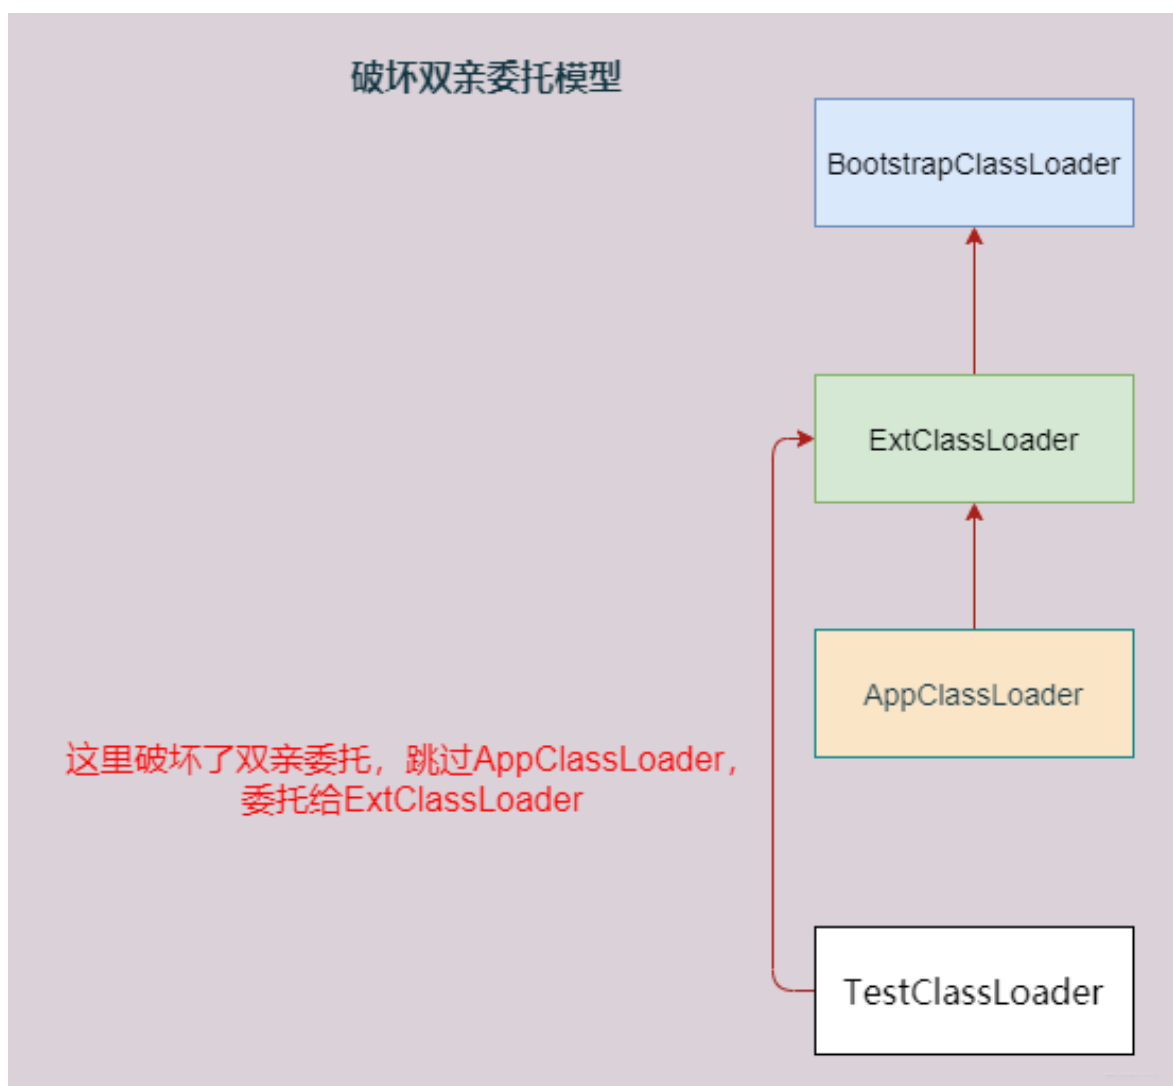 破坏双亲委托模型
BootstrapClassLoader
ExtClassLoader
AppClassLoader
这里破坏了双亲委托，跳过AppClassLoader，
委托给ExtClassLoader
TestClassLoader